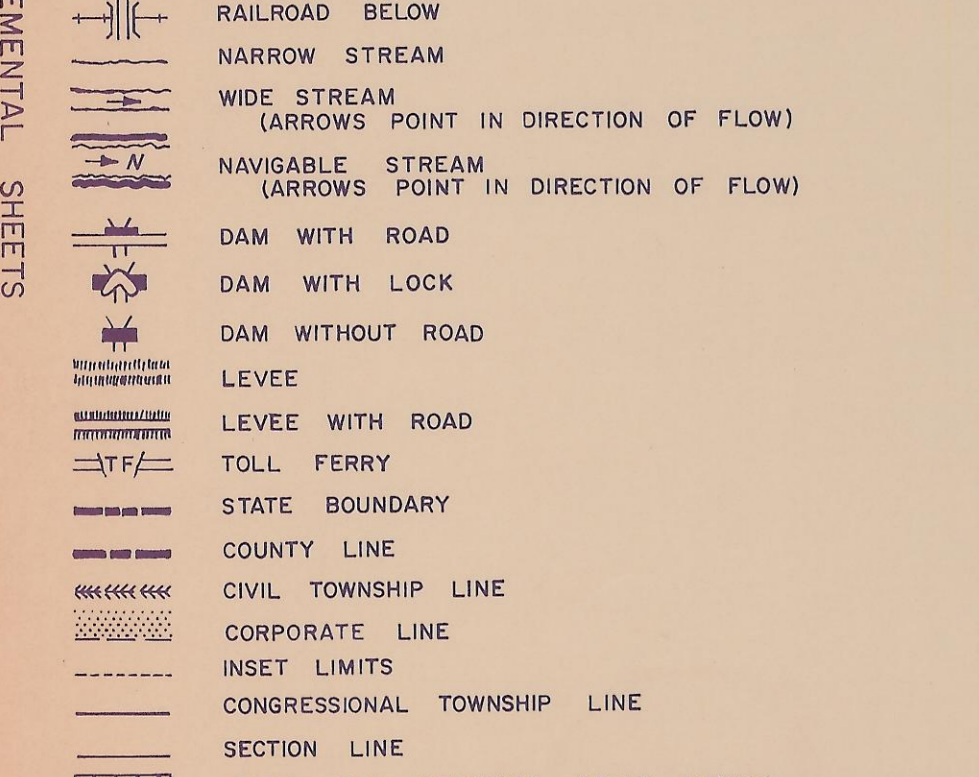 EMENTAL SHEETS
RAILROAD BELOW
NARROW STREAM
WIDE STREAM
(ARROWS POINT IN DIRECTION OF FLOW)
N
NAVIGABLE STREAM
(ARROWS POINT IN DIRECTION OF FLOW)
DAM WITH ROAD
DAM WITH LOCK
DAM WITHOUT ROAD
LEVEE
LEVEE WITH ROAD
TF
TOLL FERRY
STATE BOUNDARY
COUNTY LINE
CIVIL TOWNSHIP LINE
CORPORATE LINE
INSET LIMITS
CONGRESSIONAL TOWNSHIP LINE
SECTION LINE